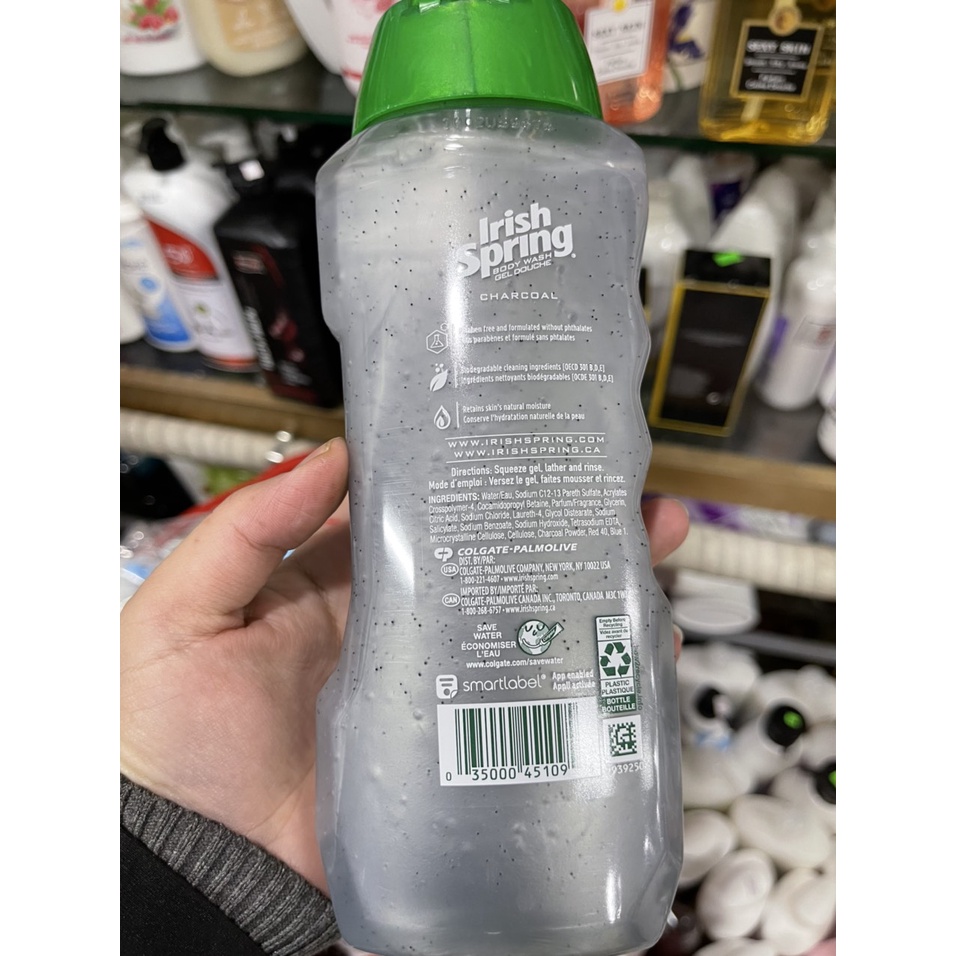 Irish
Spring®
BODY WASH
GEL DOUCHE
CHARCOAL
free and formulated without phthalates
parabènes et formulé sans phtalates
Biodegradable cleaning ingredients (OECD 301 B,D,E)
Ingrédients nettoyants biodégradables (OCDE 301 B,D,E)
Retains skin's natural moisture
Conserve l'hydratation naturelle de la peau
WWW.IRISHSPRING.COM
WWW.IRISHSPRING.CA
Directions: Squeeze gel, lather and rinse.
Mode d'emploi : Versez le gel, faites mousser et rincez.
INGREDIENTS: Water/Eau, Sodium C12-13 Pareth Sulfate, Acrylates
Crosspolymer-4, Cocamidopropyl Betaine, Parfum/Fragrance, Glycerin,
Citric Acid, Sodium Chloride, Laureth-4, Glycol Distearate, Sodium
Salicylate, Sodium Benzoate, Sodium Hydroxide, Tetrasodium EDTA,
Microcrystalline Cellulose, Cellulose, Charcoal Powder, Red 40, Blue 1.
CP COLGATE-PALMOLIVE
DIST. BY/PAR:
USA COLGATE-PALMOLIVE COMPANY, NEW YORK, NY 10022 USA
1-800-221-4607 • www.irishspring.com
IMPORTED BY/IMPORTÉ PAR:
CAN COLGATE-PALMOLIVE CANADA INC., TORONTO, CANADA M3C
1-800-268-6757 • www.irishspring.ca
SAVE
WATER
ÉCONOMISER
L'EAU
www.colgate.com/savewater
Empty Before
Recycling
Videz avant de
recycler
PLASTIC
PLASTIQUE
BOTTLE
BOUTEILLE
smartlabel® App enabled
Appli activée
0 35000 45109